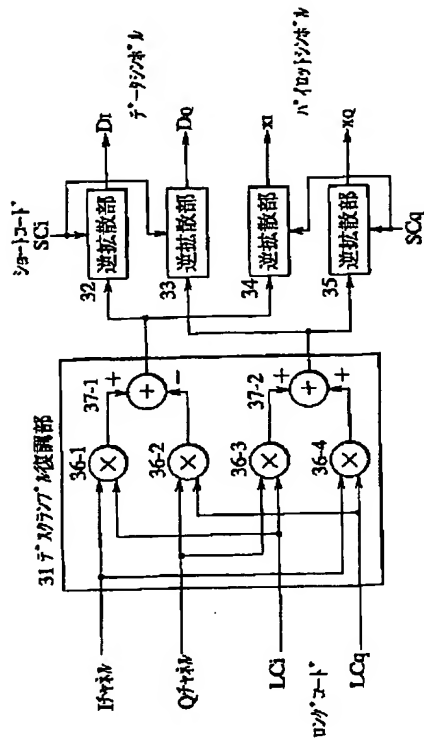 31 デスクランブル復調部
Iチャネル
Qチャネル
LCi
ロングコード
LCq
36-1
×
36-2
×
36-3
×
36-4
×
37-1
+
+
−
37-2
+
+
+
ショートコード
SCi
32
逆拡散部
33
逆拡散部
34
逆拡散部
35
逆拡散部
SCq
DI
データシンボル
DQ
XI
パイロットシンボル
XQ